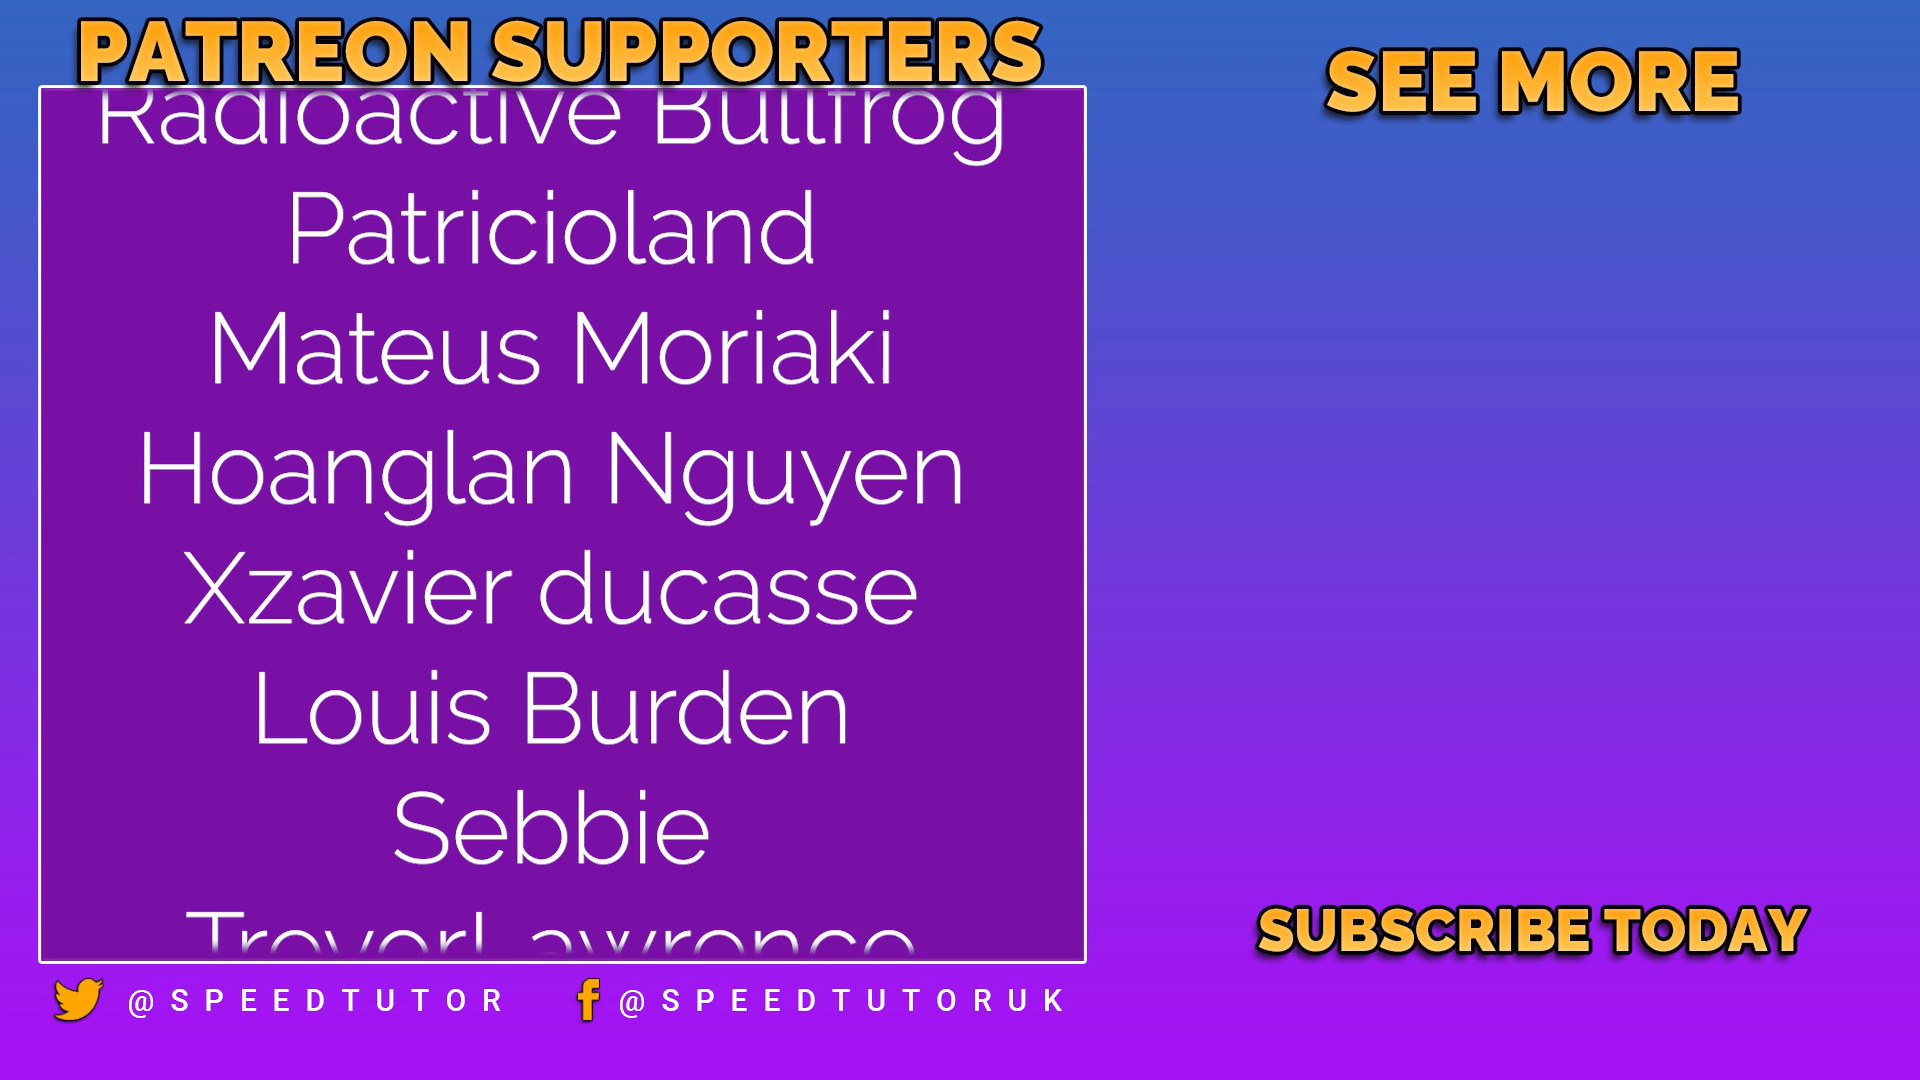 PATREON SUPPORTERS
Radioactive Bullfrog
Patricioland
Mateus Moriaki
Hoanglan Nguyen
Xzavier ducasse
Louis Burden
Sebbie
TrevorLawrence
@SPEEDTUTOR
@SPEEDTUTORUK
SEE MORE
SUBSCRIBE TODAY